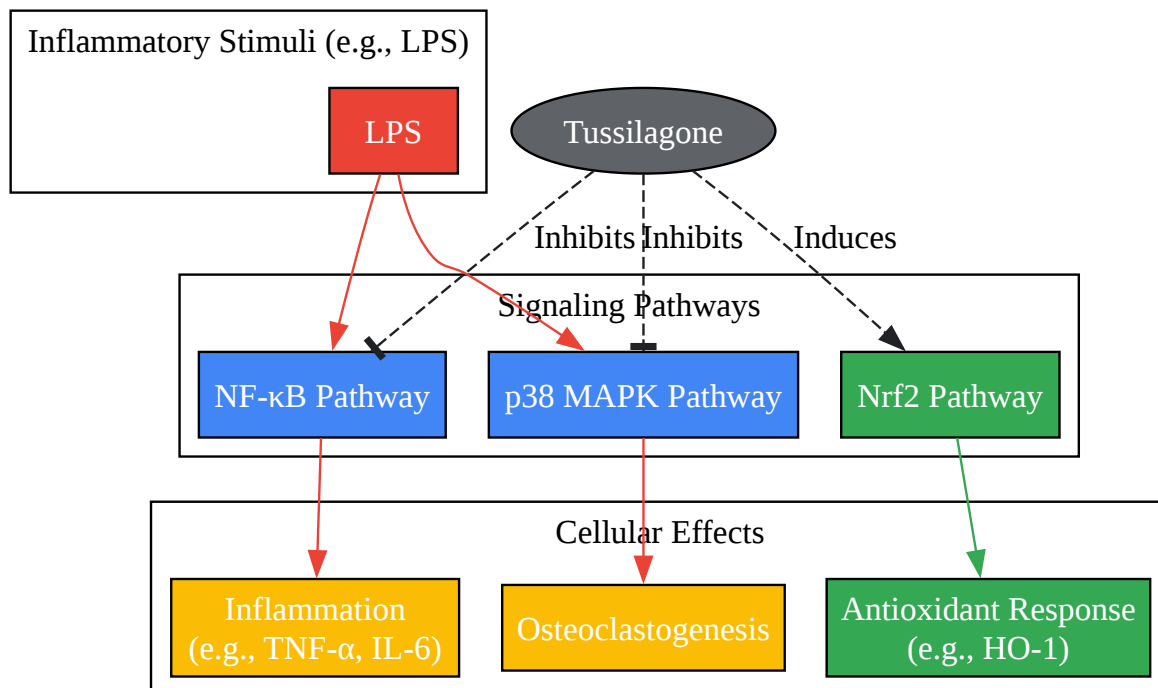 Inflammatory Stimuli (e.g., LPS)
LPS
Tussilagone
Inhibits
Inhibits
Induces
Signaling Pathways
NF-κB Pathway
p38 MAPK Pathway
Nrf2 Pathway
Cellular Effects
Inflammation
(e.g., TNF-α, IL-6)
Osteoclastogenesis
Antioxidant Response
(e.g., HO-1)